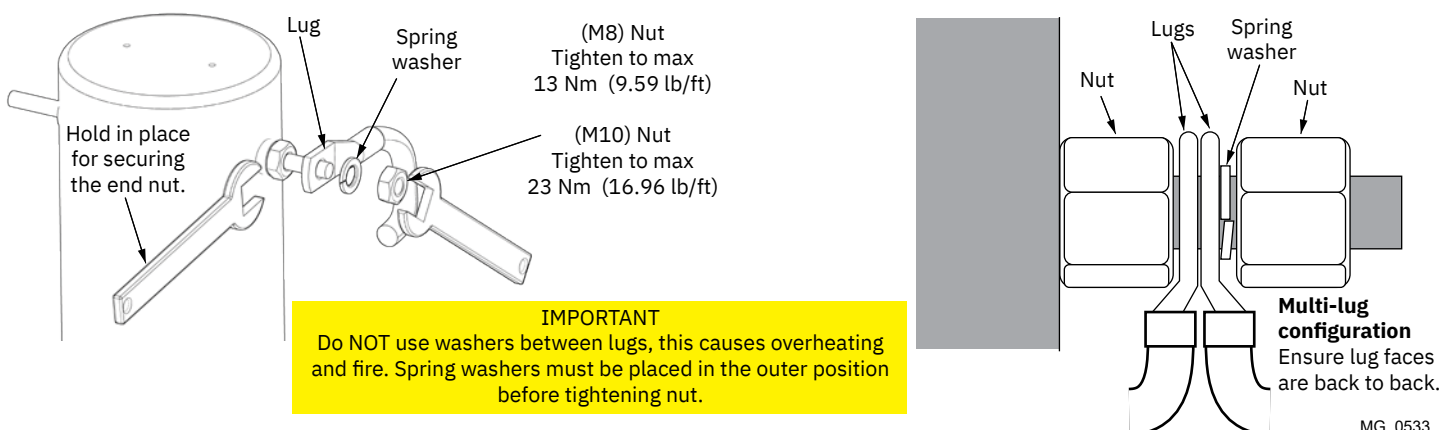 Lug
Spring
washer
(M8) Nut
Tighten to max
13 Nm (9.59 lb/ft)
(M10) Nut
Tighten to max
23 Nm (16.96 lb/ft)
Hold in place
for securing
the end nut.
IMPORTANT
Do NOT use washers between lugs, this causes overheating
and fire. Spring washers must be placed in the outer position
before tightening nut.
Lugs
Spring
washer
Nut
Nut
Multi-lug
configuration
Ensure lug faces
are back to back.
MG_0533